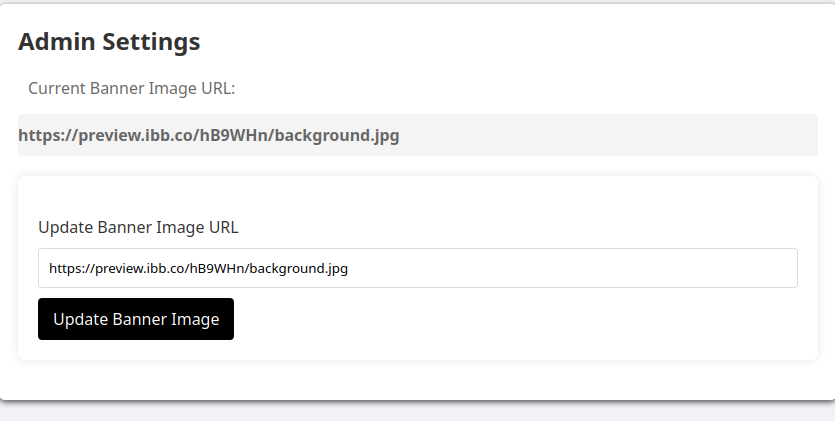 Admin Settings
Current Banner Image URL:
https://preview.ibb.co/hB9WHn/background.jpg
Update Banner Image URL
https://preview.ibb.co/hB9WHn/background.jpg
Update Banner Image